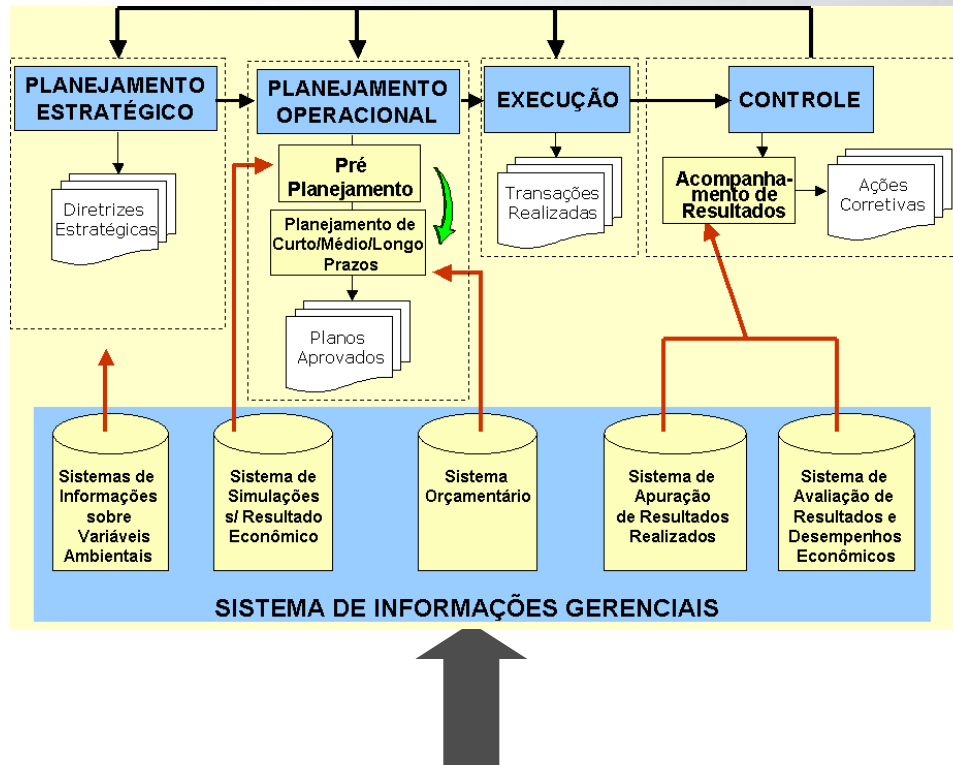 PLANEJAMENTO
ESTRATÉGICO
PLANEJAMENTO
OPERACIONAL
EXECUÇÃO
CONTROLE
Diretrizes
Estratégicas
Pré
Planejamento
Planejamento de
Curto/Médio/Longo
Prazos
Planos
Aprovados
Transações
Realizadas
Acompanha-
mento de
Resultados
Ações
Corretivas
Sistemas de
Informações
sobre
Variáveis
Ambientais
Sistema de
Simulações
s/ Resultado
Econômico
Sistema
Orçamentário
Sistema de
Apuração
de Resultados
Realizados
Sistema de
Avaliação de
Resultados e
Desempenhos
Econômicos
SISTEMA DE INFORMAÇÕES GERENCIAIS